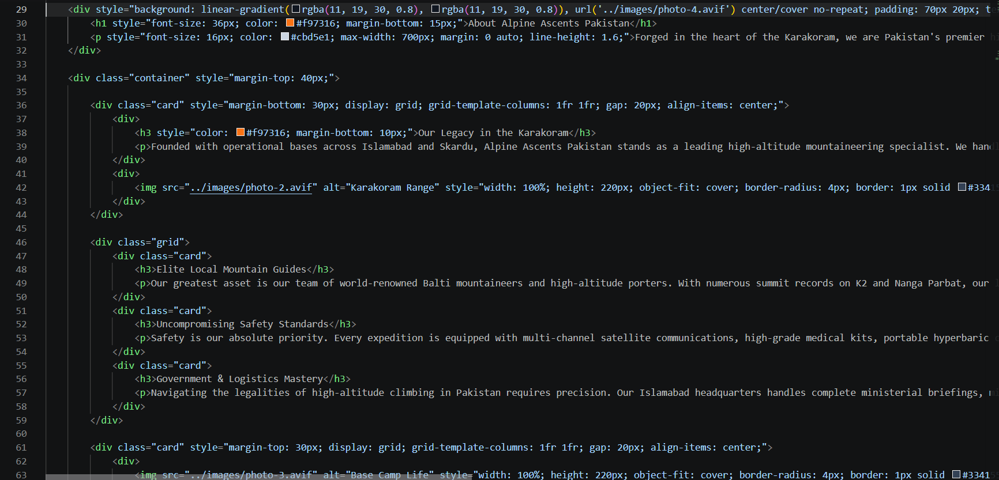 29 <div style="background: linear-gradient(rgba(11, 19, 30, 0.8), rgba(11, 19, 30, 0.8)), url('../images/photo-4.avif') center/cover no-repeat; padding: 70px 20px;
30 <h1 style="font-size: 36px; color: #f97316; margin-bottom: 15px;">About Alpine Ascents Pakistan</h1>
31 <p style="font-size: 16px; color: #cbd5e1; max-width: 700px; margin: 0 auto; line-height: 1.6;">Forged in the heart of the Karakoram, we are Pakistan's premier
32 </div>
33
34 <div class="container" style="margin-top: 40px;">
35
36 <div class="card" style="margin-bottom: 30px; display: grid; grid-template-columns: 1fr 1fr; gap: 20px; align-items: center;">
37 <div>
38 <h3 style="color: #f97316; margin-bottom: 10px;">Our Legacy in the Karakoram</h3>
39 <p>Founded with operational bases across Islamabad and Skardu, Alpine Ascents Pakistan stands as a leading high-altitude mountaineering specialist. We hand
40 </div>
41 <div>
42 <img src="../images/photo-2.avif" alt="Karakoram Range" style="width: 100%; height: 220px; object-fit: cover; border-radius: 4px; border: 1px solid #3341
43 </div>
44 </div>
45
46 <div class="grid">
47 <div class="card">
48 <h3>Elite Local Mountain Guides</h3>
49 <p>Our greatest asset is our team of world-renowned Balti mountaineers and high-altitude porters. With numerous summit records on K2 and Nanga Parbat, our
50 </div>
51 <div class="card">
52 <h3>Uncompromising Safety Standards</h3>
53 <p>Safety is our absolute priority. Every expedition is equipped with multi-channel satellite communications, high-grade medical kits, portable hyperbaric
54 </div>
55 <div class="card">
56 <h3>Government & Logistics Mastery</h3>
57 <p>Navigating the legalities of high-altitude climbing in Pakistan requires precision. Our Islamabad headquarters handles complete ministerial briefings,
58 </div>
59 </div>
60
61 <div class="card" style="margin-top: 30px; display: grid; grid-template-columns: 1fr 1fr; gap: 20px; align-items: center;">
62 <div>
63 <img src="../images/photo-3.avif" alt="Base Camp Life" style="width: 100%; height: 220px; object-fit: cover; border-radius: 4px; border: 1px solid #3341